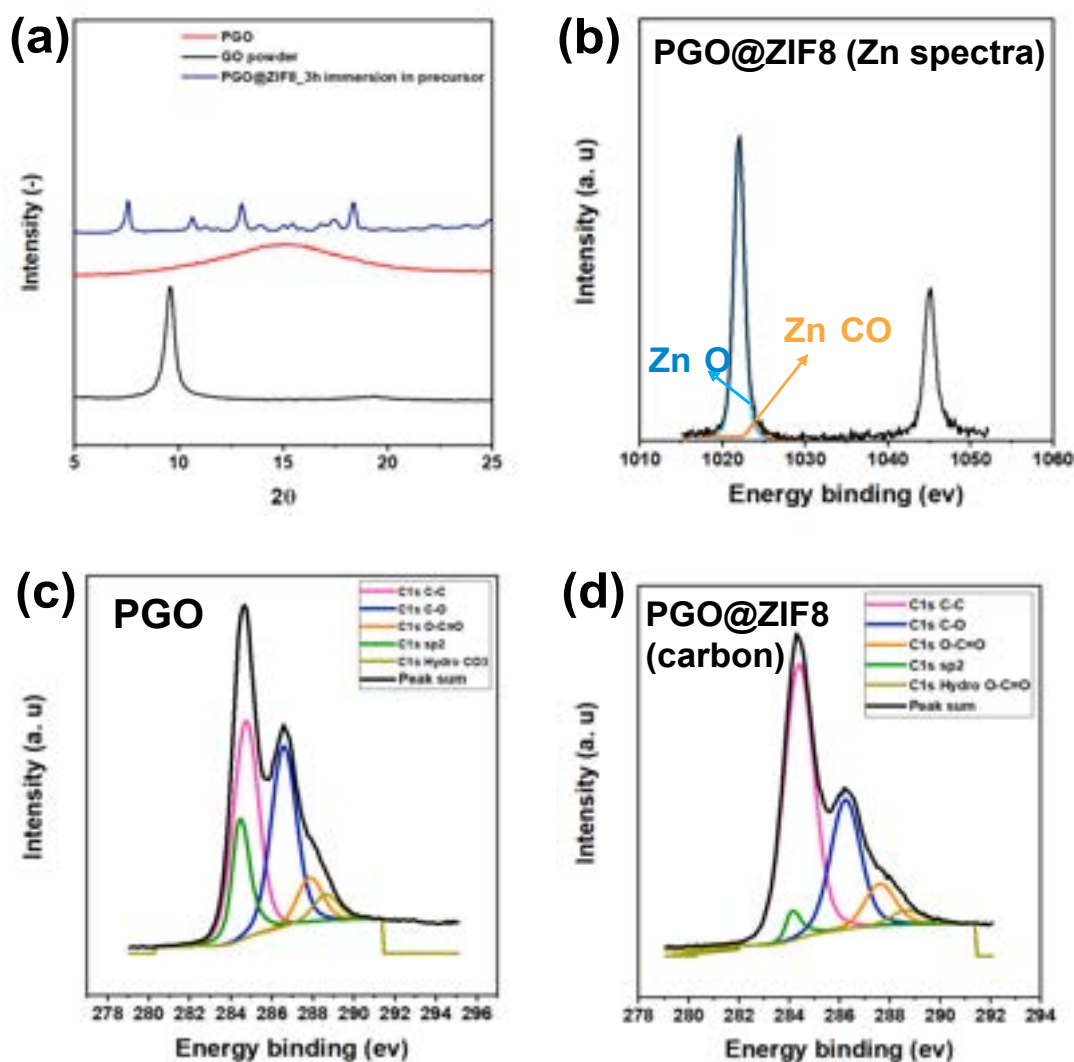 (a)
PGO
GO powder
PGO@ZIF8_3h immersion in precursor
Intensity (-)
5 10 15 20 25
2θ
(b)
PGO@ZIF8 (Zn spectra)
Intensity (a. u)
Zn O
Zn CO
1010 1020 1030 1040 1050 1060
Energy binding (ev)
(c)
PGO
C1s C-C
C1s C-O
C1s O-C=O
C1s sp2
C1s Hydro CO3
Peak sum
Intensity (a. u)
278 280 282 284 286 288 290 292 294 296
Energy binding (ev)
(d)
PGO@ZIF8
(carbon)
C1s C-C
C1s C-O
C1s O-C=O
C1s sp2
C1s Hydro O-C=O
Peak sum
Intensity (a. u)
278 280 282 284 286 288 290 292 294
Energy binding (ev)